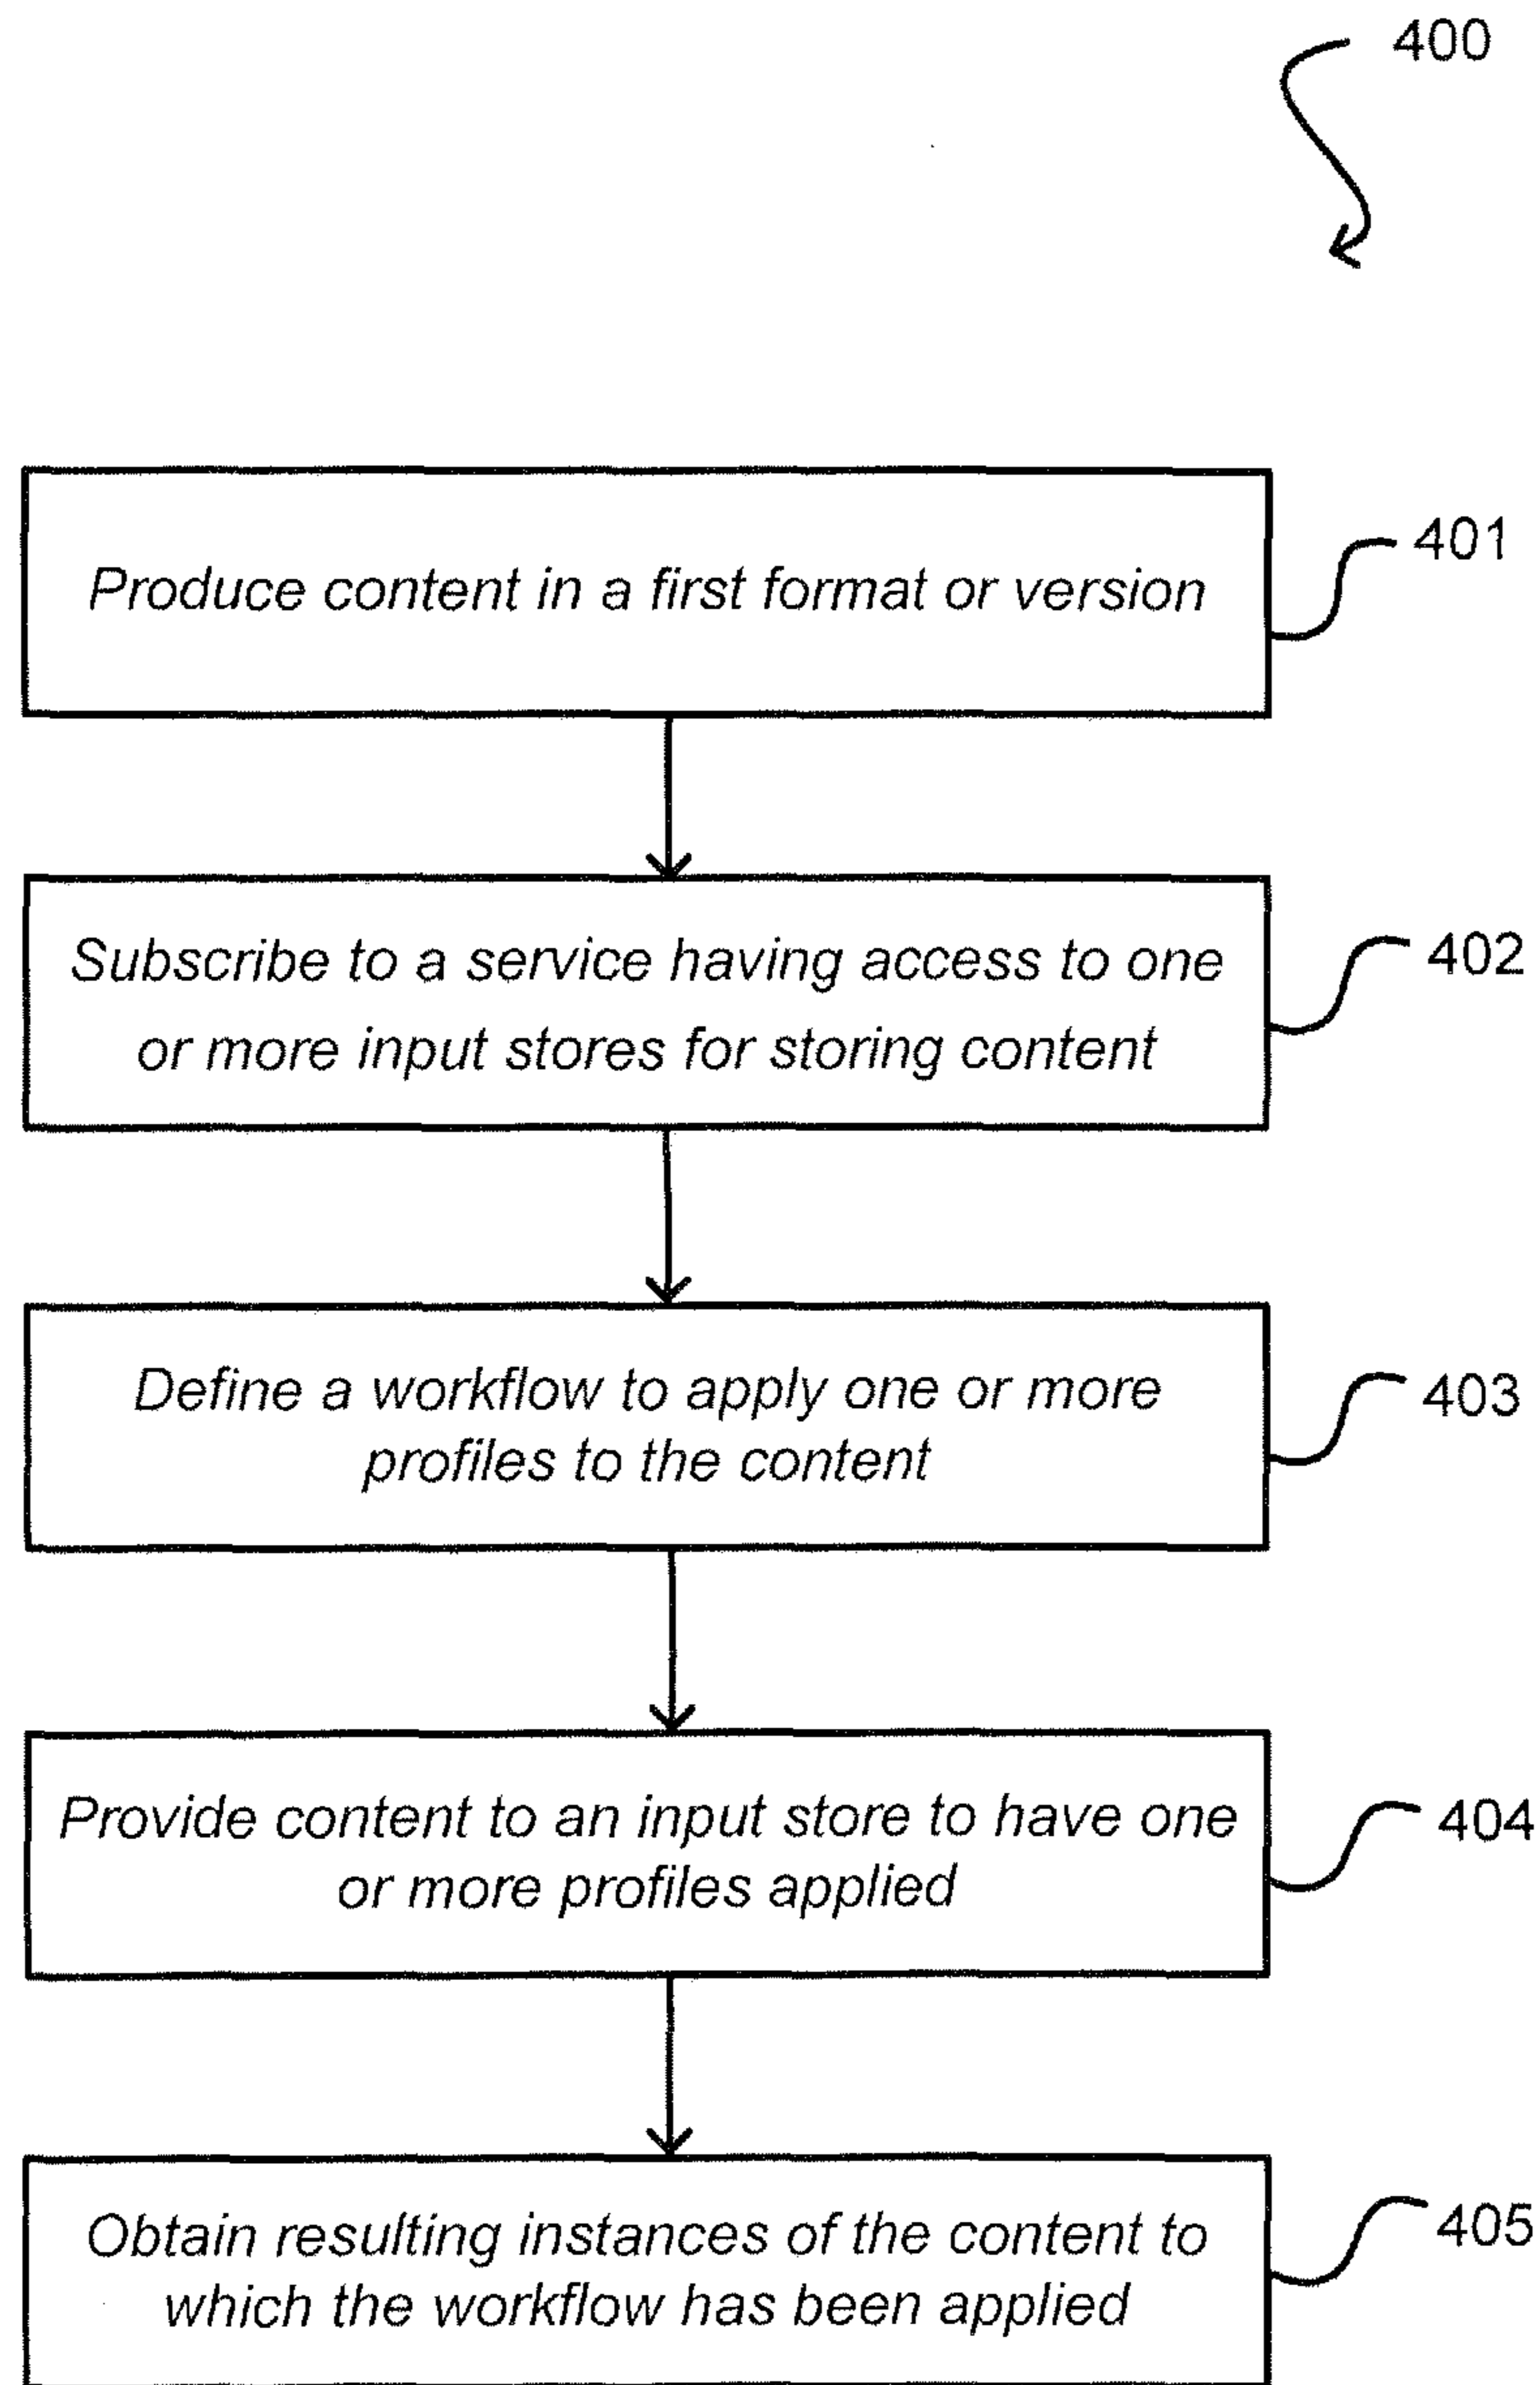 400
Produce content in a first format or version
401
Subscribe to a service having access to one
or more input stores for storing content
402
Define a workflow to apply one or more
profiles to the content
403
Provide content to an input store to have one
or more profiles applied
404
Obtain resulting instances of the content to
which the workflow has been applied
405